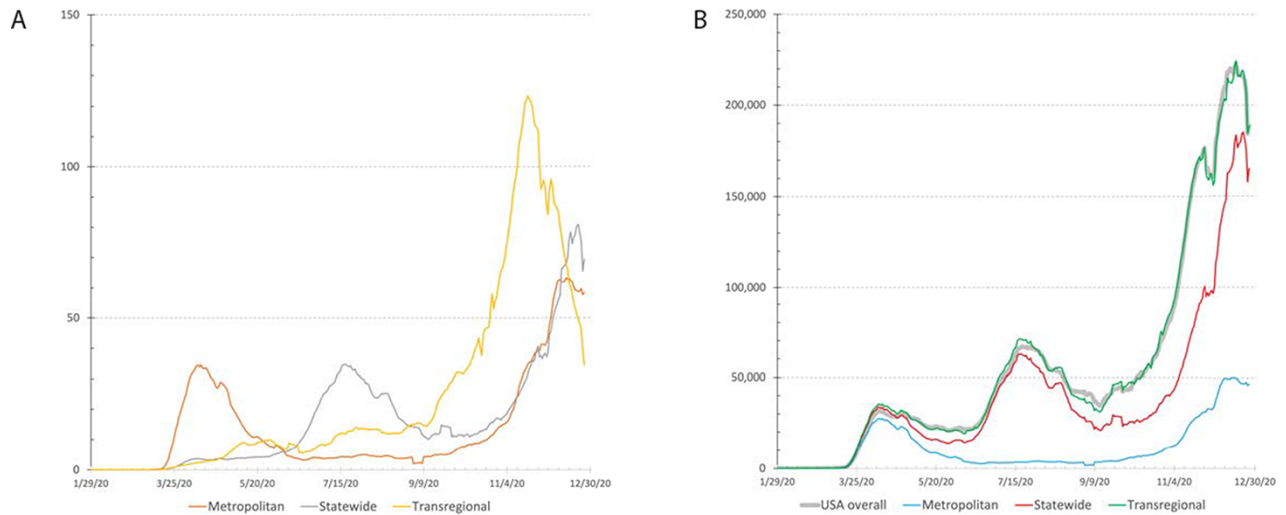 A
150
100
50
0
1/29/20 3/25/20 5/20/20 7/15/20 9/9/20 11/4/20 12/30/20
Metropolitan Statewide Transregional
B
250,000
200,000
150,000
100,000
50,000
0
1/29/20 3/25/20 5/20/20 7/15/20 9/9/20 11/4/20 12/30/20
USA overall Metropolitan Statewide Transregional